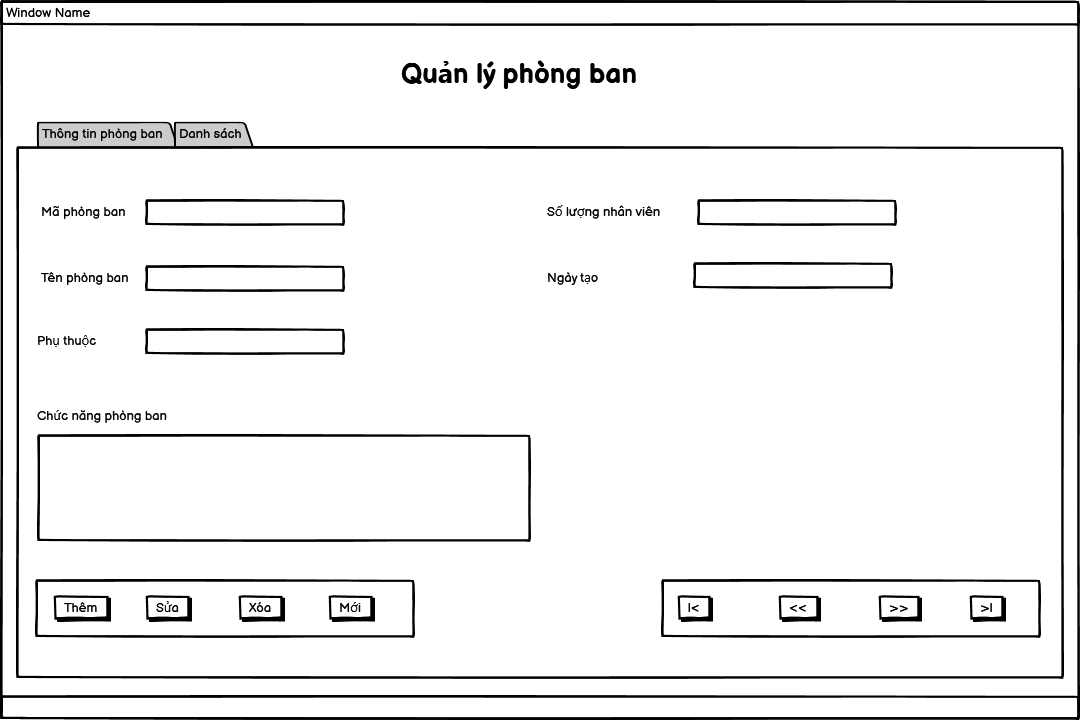 Window Name
Quản lý phòng ban
Thông tin phòng ban
Danh sách
Mã phòng ban
Số lượng nhân viên
Tên phòng ban
Ngày tạo
Phụ thuộc
Chức năng phòng ban
Thêm
Sửa
Xóa
Mới
|<
<<
>>
>|